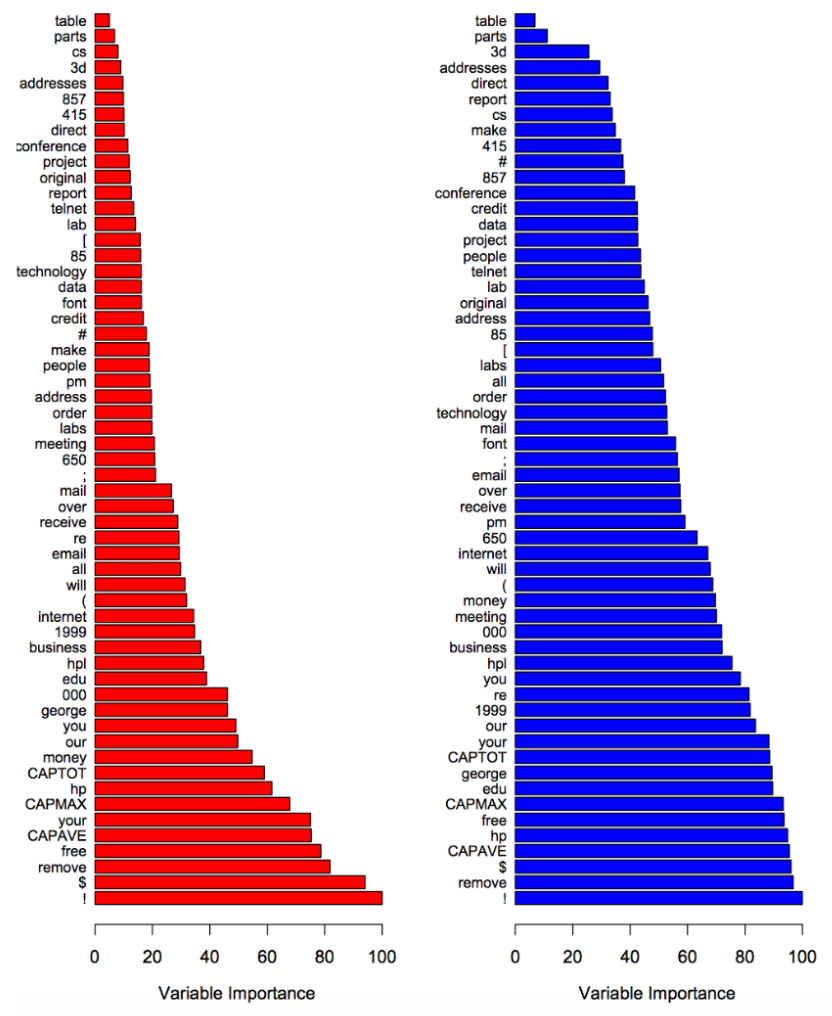 table
parts
cs
3d
addresses
857
415
direct
conference
project
original
report
telnet
lab
[
85
technology
data
font
credit
#
make
people
pm
address
order
labs
meeting
650
;
mail
over
receive
re
email
all
will
(
internet
1999
business
hpl
edu
000
george
you
our
money
CAPTOT
hp
CAPMAX
your
CAPAVE
free
remove
$
!
0 20 40 60 80 100
Variable Importance
table
parts
3d
addresses
direct
report
cs
make
415
#
857
conference
credit
data
project
people
telnet
lab
original
address
85
[
labs
all
order
technology
mail
font
;
email
over
receive
pm
650
internet
will
(
money
meeting
000
business
hpl
you
re
1999
our
your
CAPTOT
george
edu
CAPMAX
free
hp
CAPAVE
$
remove
!
0 20 40 60 80 100
Variable Importance